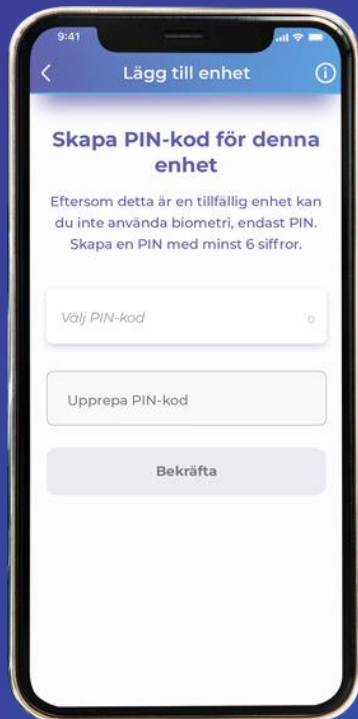 9:41
Lägg till enhet
Skapa PIN-kod för denna
enhet
Eftersom detta är en tillfällig enhet kan
du inte använda biometri, endast PIN.
Skapa en PIN med minst 6 siffror.
Välj PIN-kod
0
Upprepa PIN-kod
Bekräfta